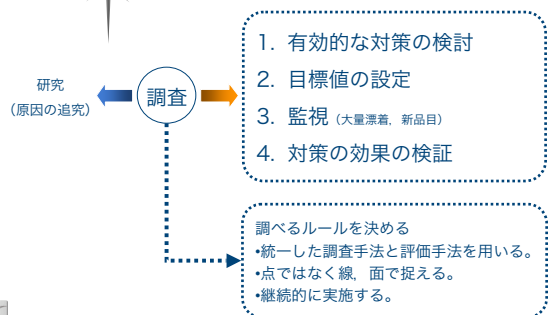 1. 有効的な対策の検討
2. 目標値の設定
3. 監視（大量漂着，新品目）
4. 対策の効果の検証
研究
（原因の追究）
調査
調べるルールを決める
•統一した調査手法と評価手法を用いる。
•点ではなく線，面で捉える。
•継続的に実施する。